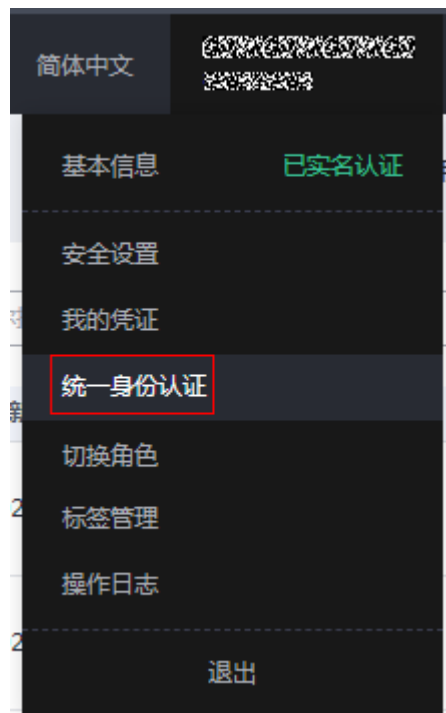 简体中文
基本信息 已实名认证
安全设置
我的凭证
统一身份认证
切换角色
标签管理
操作日志
退出